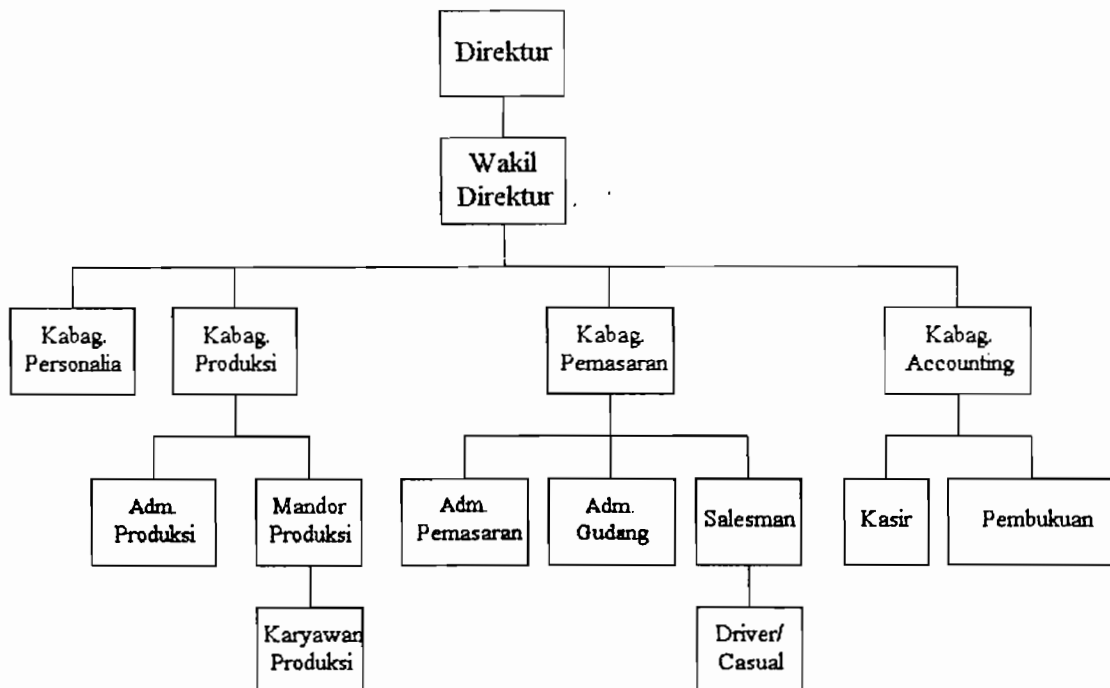 Direktur
Wakil
Direktur
Kabag.
Personalia
Kabag.
Produksi
Kabag.
Pemasaran
Kabag.
Accounting
Adm.
Produksi
Mandor
Produksi
Adm.
Pemasaran
Adm.
Gudang
Salesman
Kasir
Pembukuan
Karyawan
Produksi
Driver/
Casual